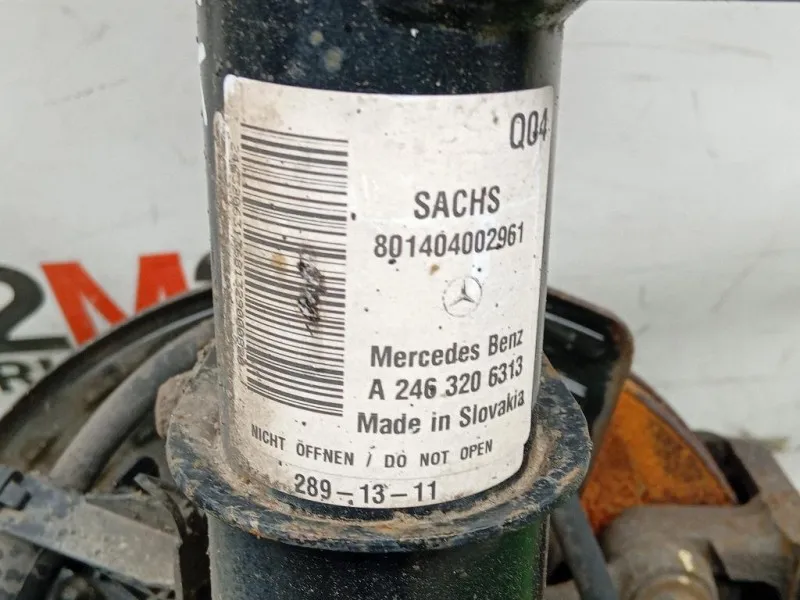 Q04
SACHS
801404002961
Mercedes Benz
A 246 320 6313
Made in Slovakia
NICHT ÖFFNEN / DO NOT OPEN
289-13-11
2M